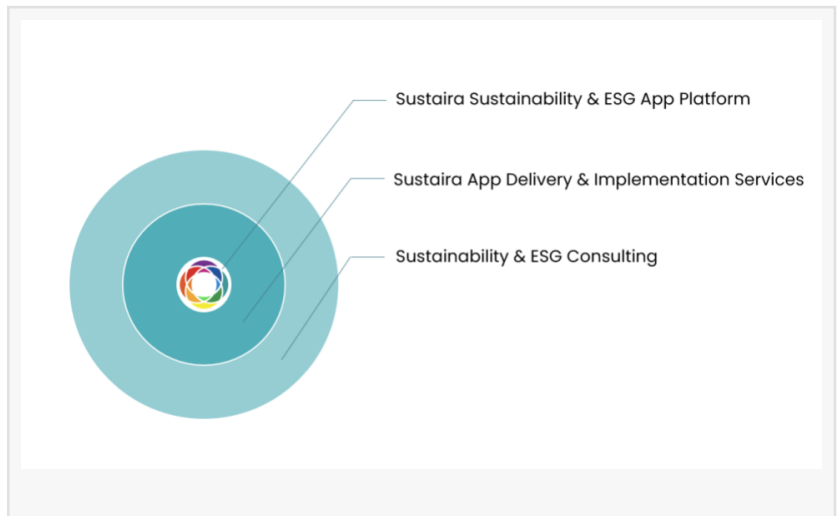 Sustaira Sustainability & ESG App Platform
Sustaira App Delivery & Implementation Services
Sustainability & ESG Consulting